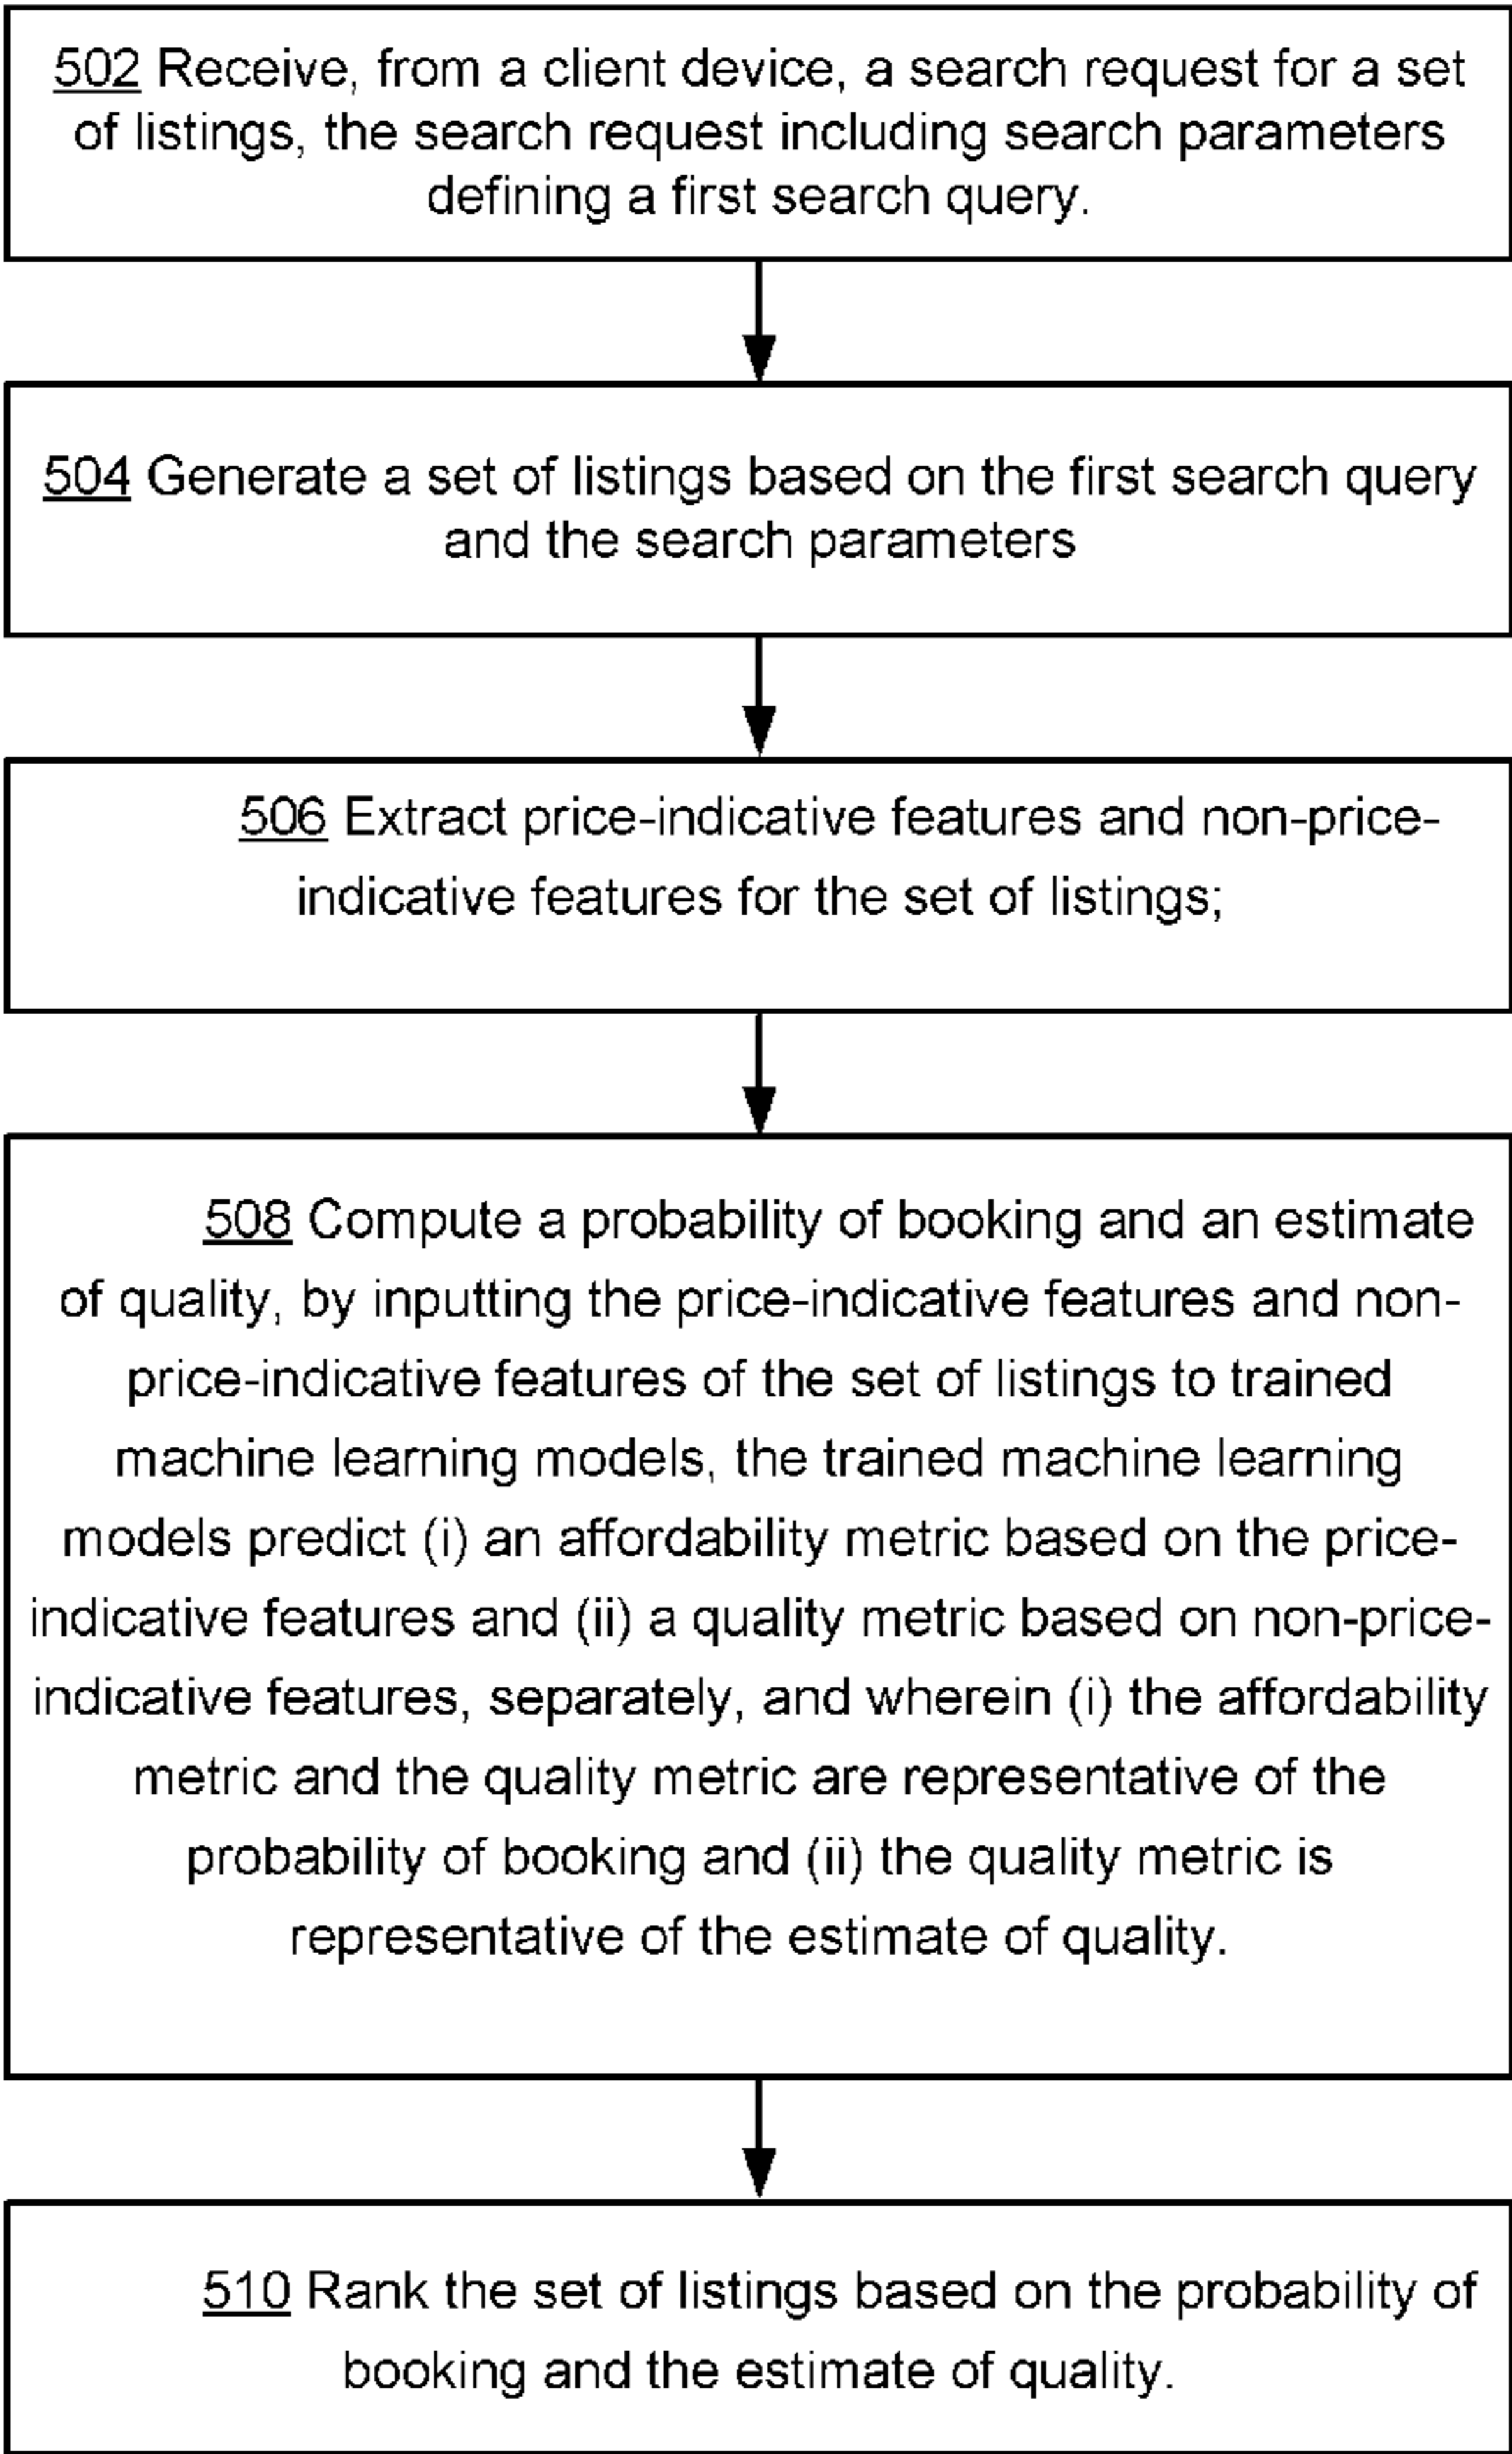 502 Receive, from a client device, a search request for a set
of listings, the search request including search parameters
defining a first search query.
504 Generate a set of listings based on the first search query
and the search parameters
506 Extract price-indicative features and non-price-
indicative features for the set of listings;
508 Compute a probability of booking and an estimate
of quality, by inputting the price-indicative features and non-
price-indicative features of the set of listings to trained
machine learning models, the trained machine learning
models predict (i) an affordability metric based on the price-
indicative features and (ii) a quality metric based on non-price-
indicative features, separately, and wherein (i) the affordability
metric and the quality metric are representative of the
probability of booking and (ii) the quality metric is
representative of the estimate of quality.
510 Rank the set of listings based on the probability of
booking and the estimate of quality.